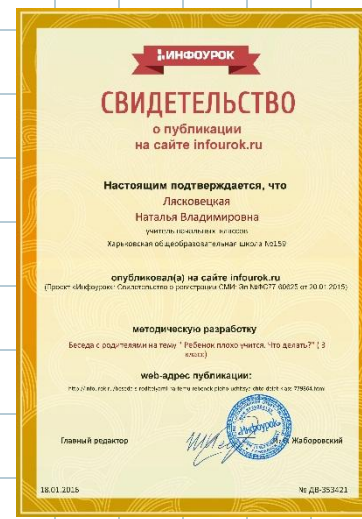 ИНФОУРОК
СВИДЕТЕЛЬСТВО
о публикации
на сайте infourok.ru
Настоящим подтверждается, что
Лясковецкая
Наталья Владимировна
учитель начальных классов
Харьковская общеобразовательная школа №159
опубликовал(а) на сайте infourok.ru
(Проект «Инфоурок» Свидетельство о регистрации СМИ: Эл №ФС77-60625 от 20.01.2015)
методическую разработку
Беседа с родителями на тему " Ребенок плохо учится. Что делать?" ( 3
класс)
web-адрес публикации:
Главный редактор
Инфоурок
Жаборовский
18.01.2016
№ ДВ-353421